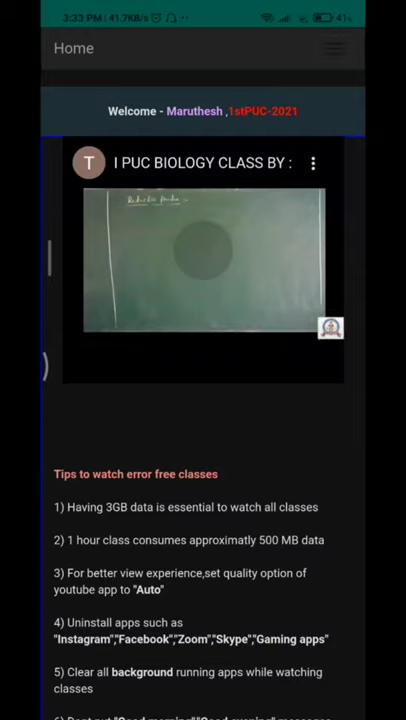 3:33 PM | 41.7KB/s
41%
Home
Welcome - Maruthesh ,1stPUC-2021
T
I PUC BIOLOGY CLASS BY :
Tips to watch error free classes
1) Having 3GB data is essential to watch all classes
2) 1 hour class consumes approximatly 500 MB data
3) For better view experience,set quality option of
youtube app to "Auto"
4) Uninstall apps such as
"Instagram","Facebook","Zoom","Skype","Gaming apps"
5) Clear all background running apps while watching
classes